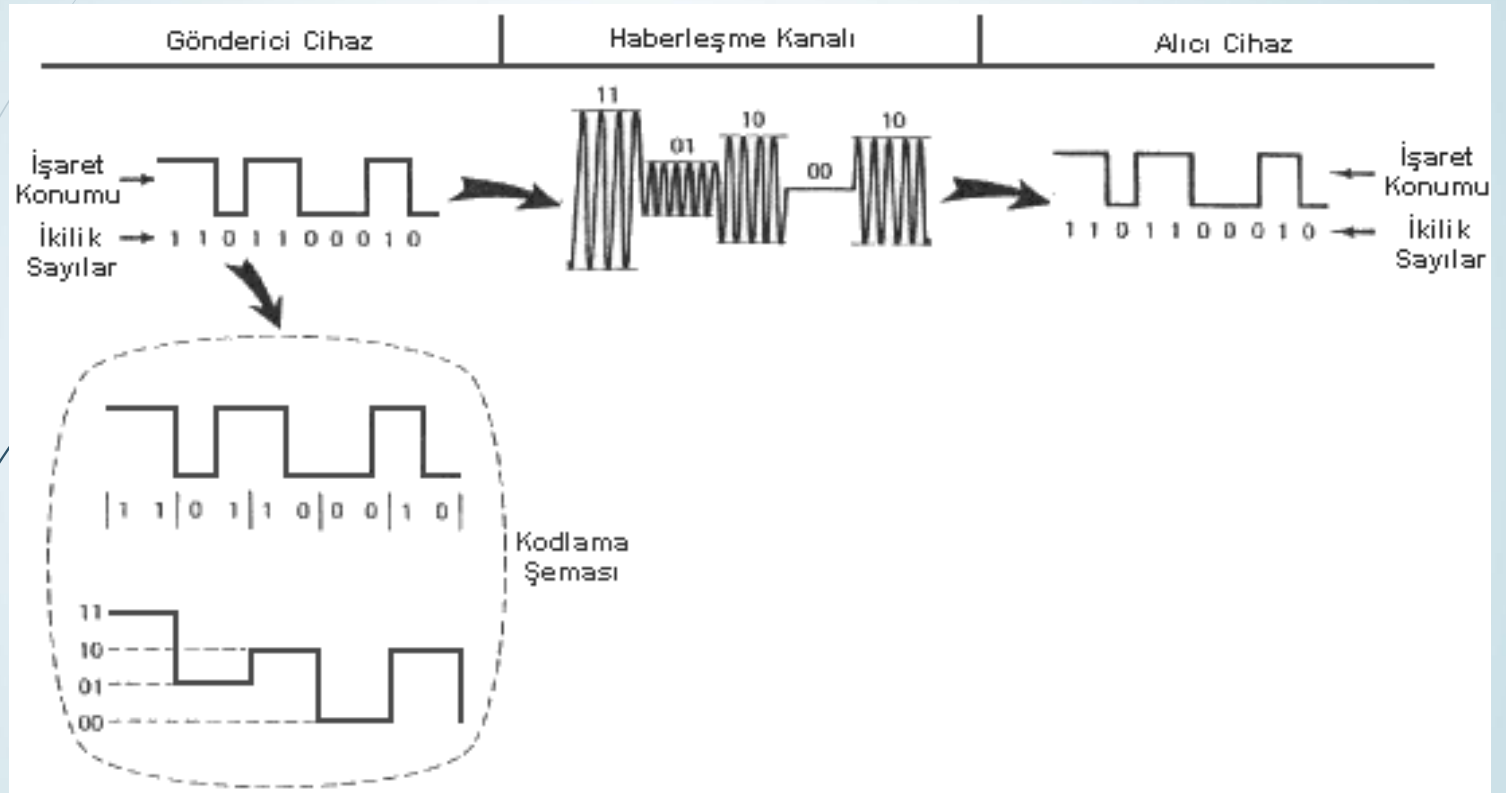 Gönderici Cihaz
Haberleşme Kanalı
Alıcı Cihaz
İşaret
Konumu
İkilik
Sayılar
1 1 0 1 1 0 0 0 1 0
11
01
10
00
10
1 1 0 1 1 0 0 0 1 0
İşaret
Konumu
İkilik
Sayılar
1 1 0 1 1 0 0 0 1 0
Kodlama
Şeması
11
10
01
00